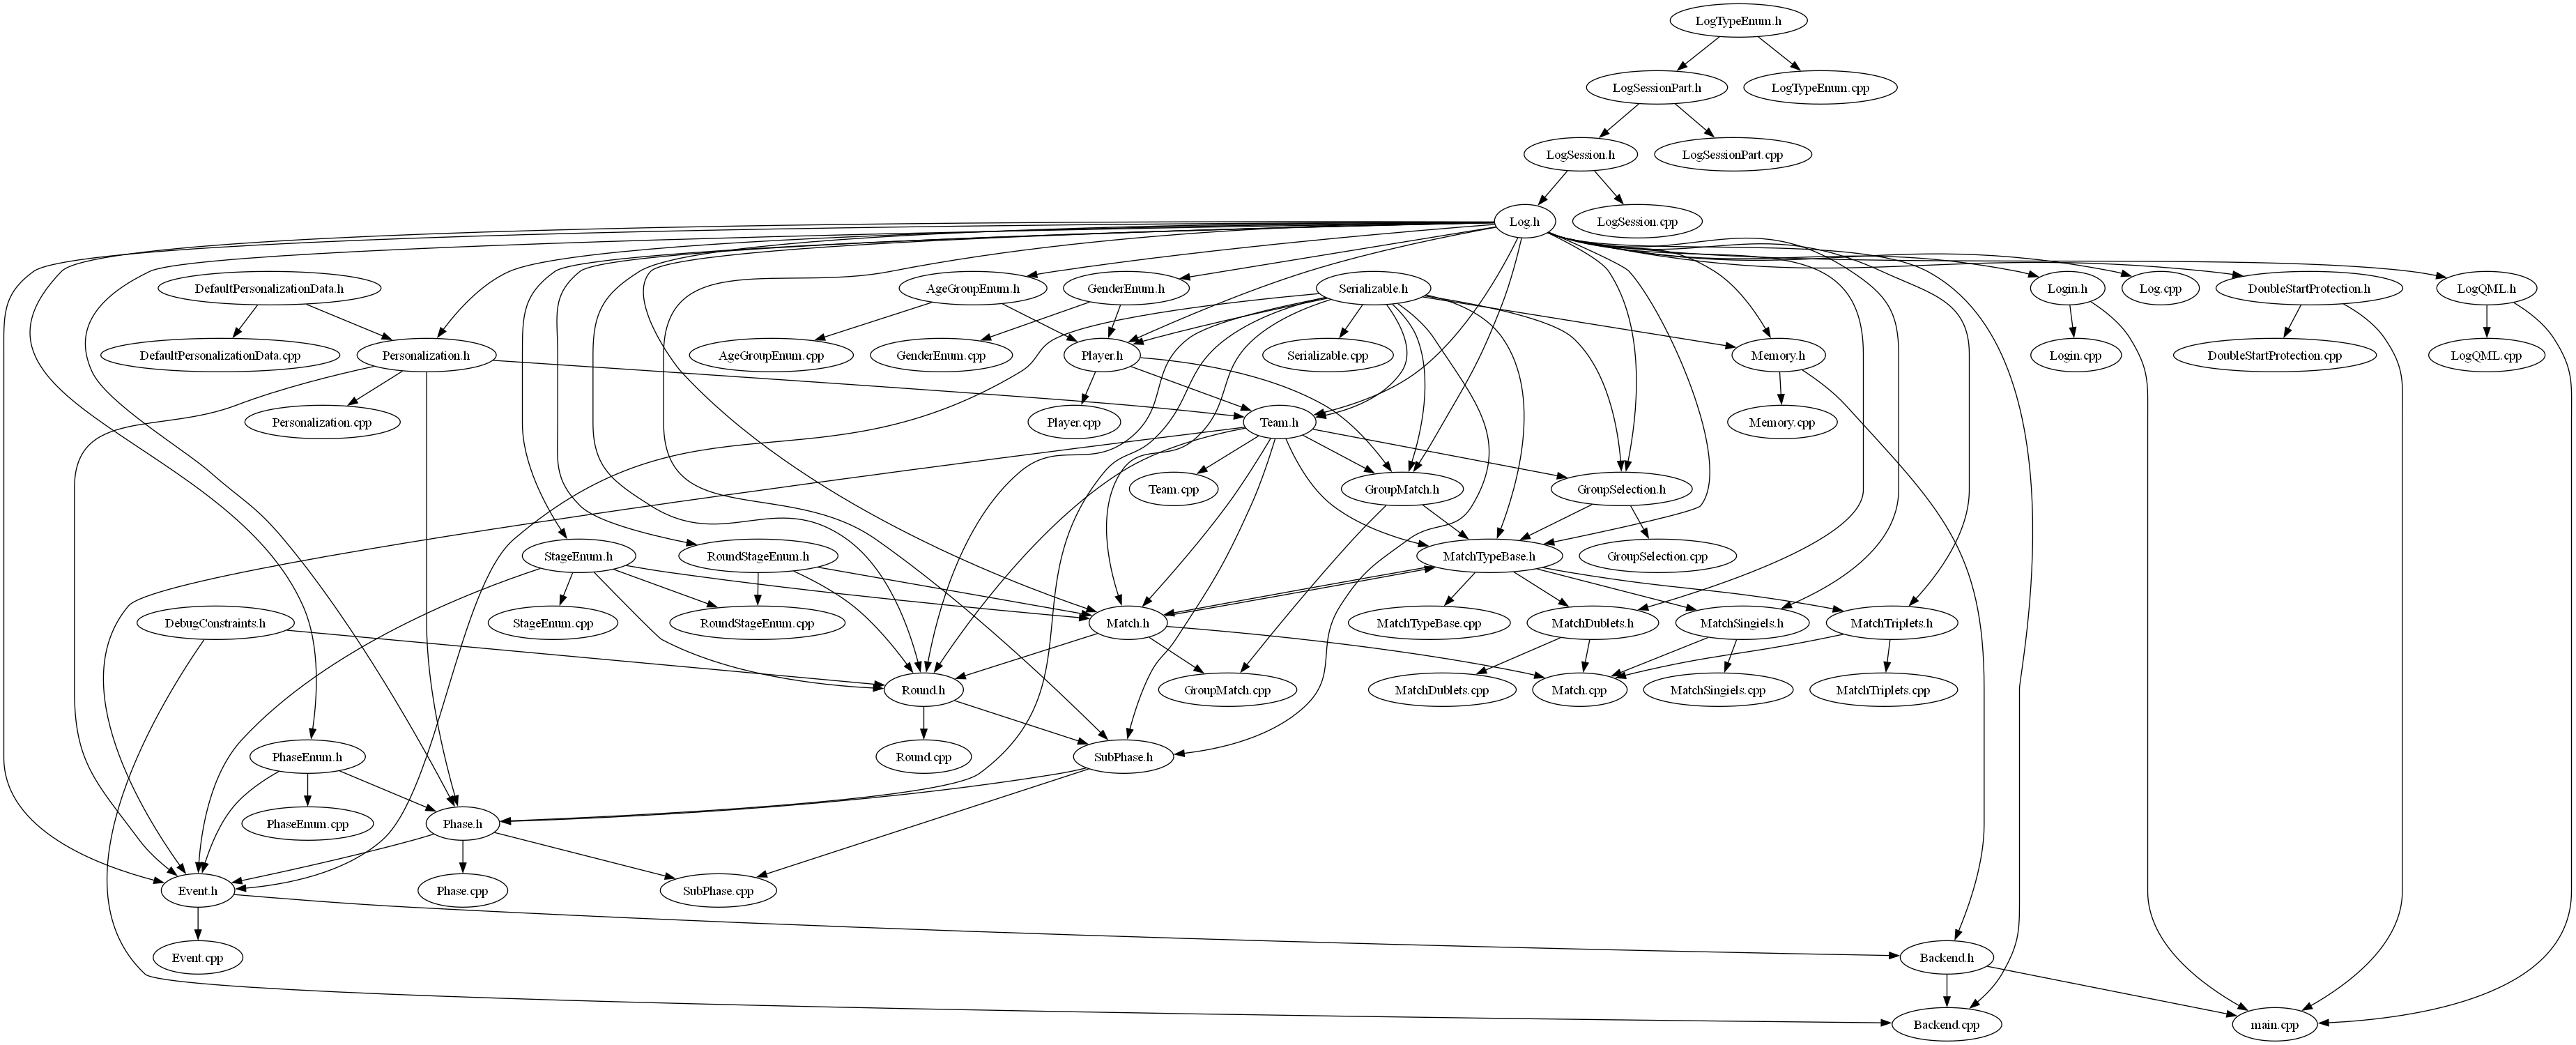 LogTypeEnum.h
LogSessionPart.h
LogTypeEnum.cpp
LogSession.h
LogSessionPart.cpp
Log.h
LogSession.cpp
DefaultPersonalizationData.h
AgeGroupEnum.h
GenderEnum.h
Serializable.h
Login.h
Log.cpp
DoubleStartProtection.h
LogQML.h
DefaultPersonalizationData.cpp
Personalization.h
AgeGroupEnum.cpp
GenderEnum.cpp
Player.h
Serializable.cpp
Memory.h
Login.cpp
DoubleStartProtection.cpp
LogQML.cpp
Personalization.cpp
Player.cpp
Team.h
Memory.cpp
Team.cpp
GroupMatch.h
GroupSelection.h
StageEnum.h
RoundStageEnum.h
MatchTypeBase.h
GroupSelection.cpp
DebugConstraints.h
StageEnum.cpp
RoundStageEnum.cpp
Match.h
MatchTypeBase.cpp
MatchDublets.h
MatchSingiels.h
MatchTriplets.h
Round.h
GroupMatch.cpp
MatchDublets.cpp
Match.cpp
MatchSingiels.cpp
MatchTriplets.cpp
PhaseEnum.h
Round.cpp
SubPhase.h
PhaseEnum.cpp
Phase.h
Event.h
Phase.cpp
SubPhase.cpp
Event.cpp
Backend.h
Backend.cpp
main.cpp